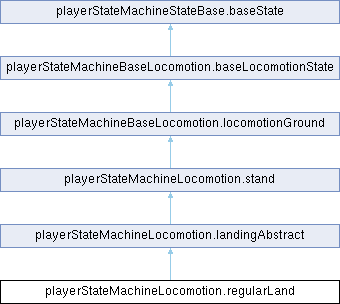 playerStateMachineStateBase.baseState
playerStateMachineBaseLocomotion.baseLocomotionState
playerStateMachineBaseLocomotion.locomotionGround
playerStateMachineLocomotion.stand
playerStateMachineLocomotion.landingAbstract
playerStateMachineLocomotion.regularLand